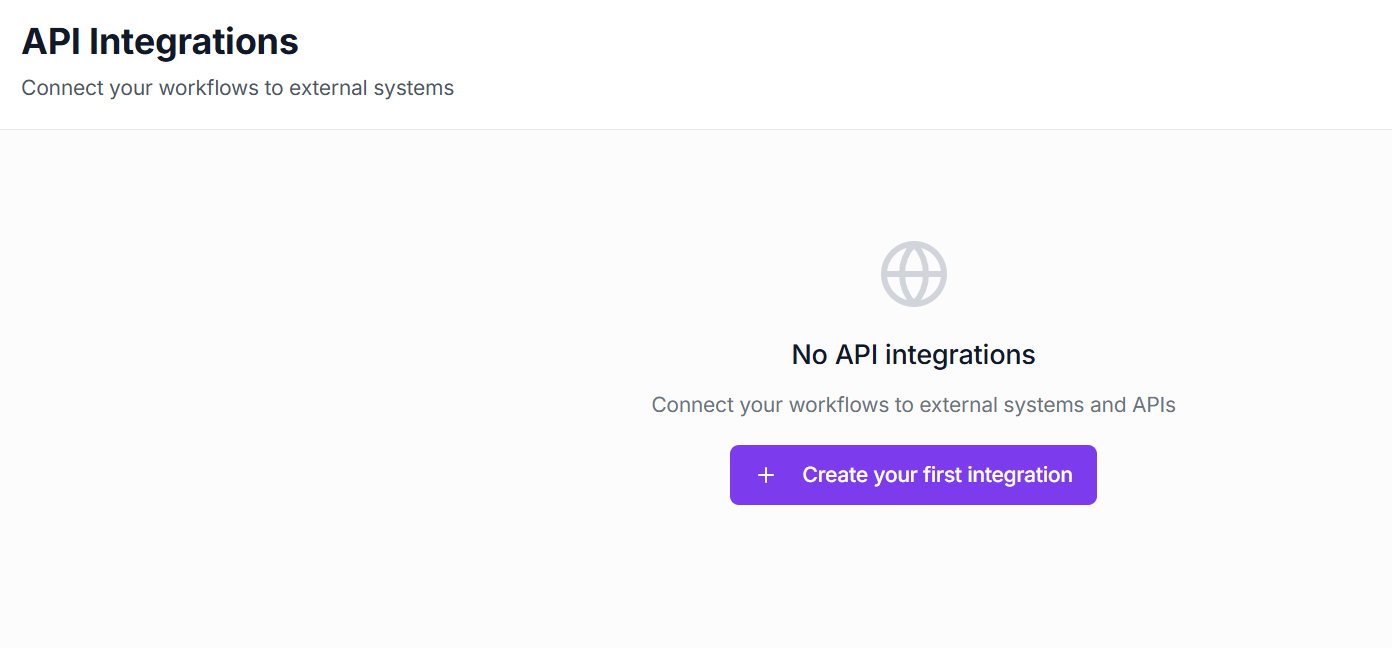 API Integrations
Connect your workflows to external systems
No API integrations
Connect your workflows to external systems and APIs
+ Create your first integration